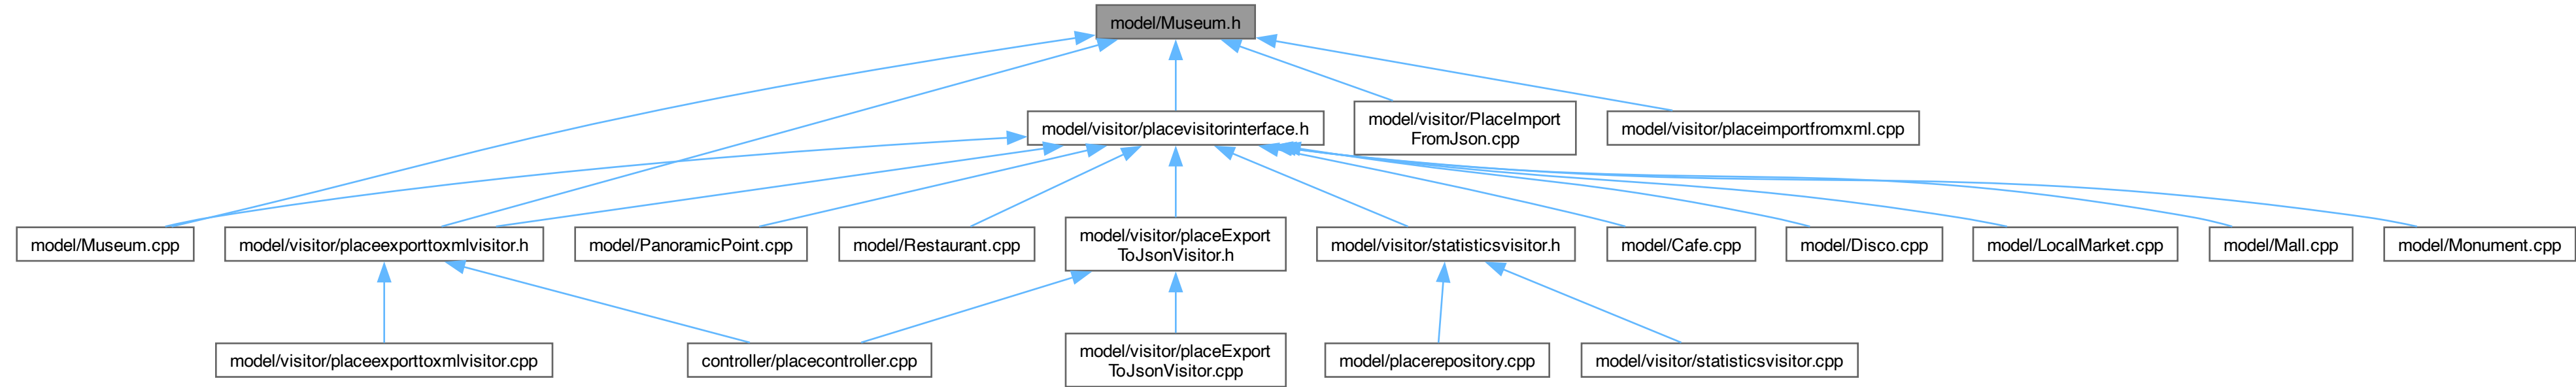 model/Museum.h
model/visitor/placevisitorinterface.h
model/visitor/PlaceImport
FromJson.cpp
model/visitor/placeimportfromxml.cpp
model/Museum.cpp
model/visitor/placeexporttoxmlvisitor.h
model/PanoramicPoint.cpp
model/Restaurant.cpp
model/visitor/placeExport
ToJsonVisitor.h
model/visitor/statisticsvisitor.h
model/Cafe.cpp
model/Disco.cpp
model/LocalMarket.cpp
model/Mall.cpp
model/Monument.cpp
model/visitor/placeexporttoxmlvisitor.cpp
controller/placecontroller.cpp
model/visitor/placeExport
ToJsonVisitor.cpp
model/placerepository.cpp
model/visitor/statisticsvisitor.cpp